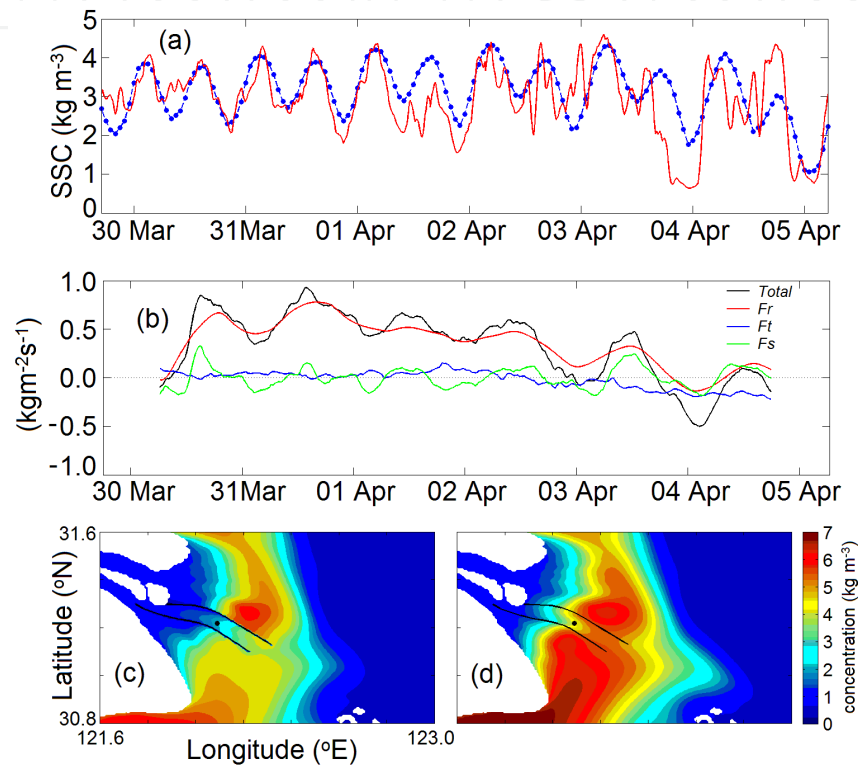 (a)
SSC (kg m-3)
5
4
3
2
1
0
30 Mar 31Mar 01 Apr 02 Apr 03 Apr 04 Apr 05 Apr
(b)
(kgm-2s-1)
1.0
0.5
0.0
-0.5
-1.0
Total
Fr
Ft
Fs
30 Mar 31Mar 01 Apr 02 Apr 03 Apr 04 Apr 05 Apr
31.6
Latitude (oN)
30.8
(c)
(d)
121.6 123.0
Longitude (oE)
7
6
5
4
3
2
1
0
concentration (kg m-3)